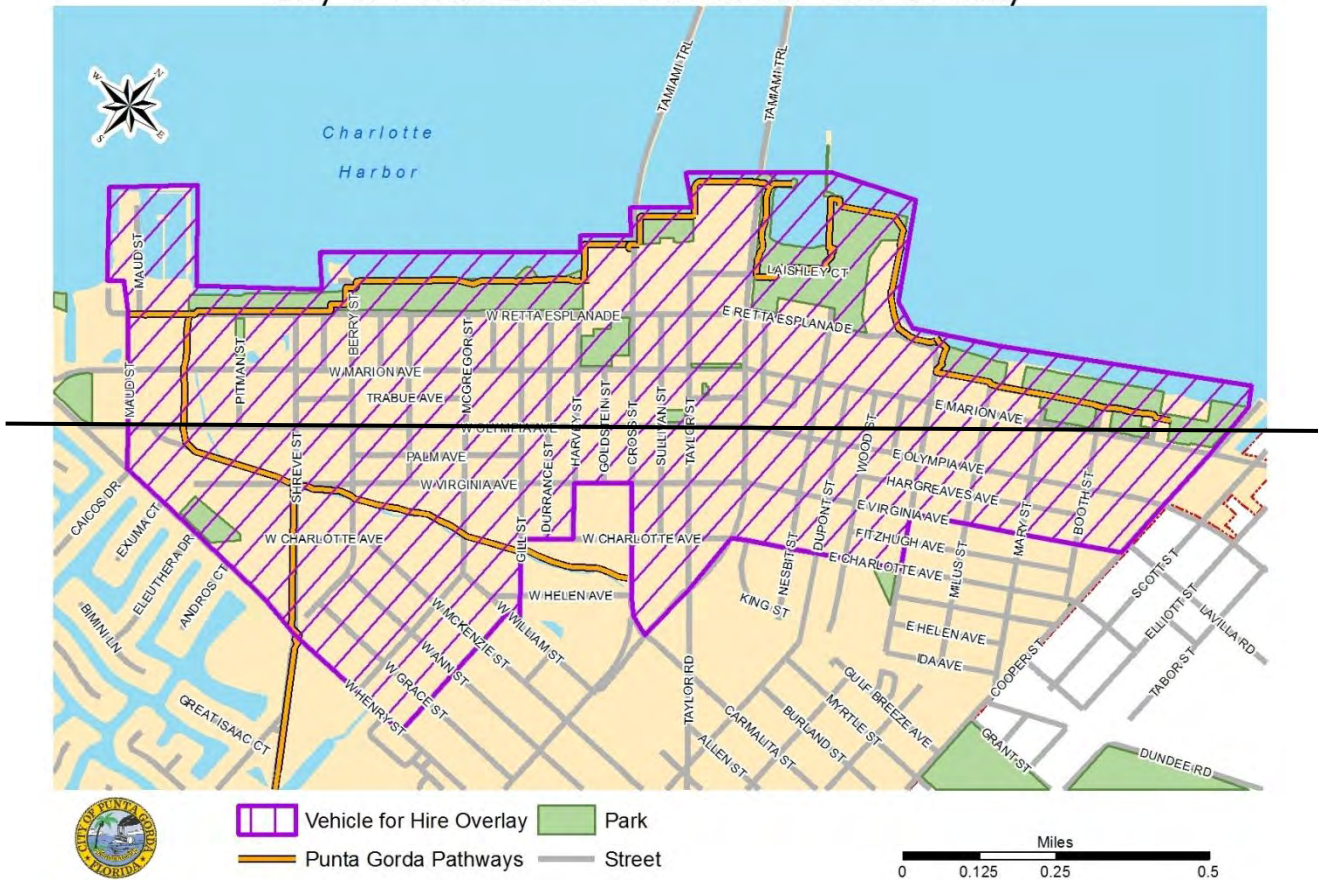 N
W
E
S
TAMIAMI TRL
TAMIAMI TRL
Charlotte
Harbor
MAUD ST
LAISHLEY CT
W RETTA ESPLANADE
E RETTA ESPLANADE
BERRY ST
MCGREGOR ST
PITMAN ST
W MARION AVE
TRABUE AVE
MAUD ST
HARVEY ST
GOLDSTEIN ST
CROSS ST
SULLIVAN ST
TAYLOR ST
E MARION AVE
W OLYMPIA AVE
SHREVE ST
PALM AVE
DURRANCE ST
WOOD ST
E OLYMPIA AVE
W VIRGINIA AVE
HARGREAVES AVE
E VIRGINIA AVE
BOOTH ST
MARY ST
CAICOS DR
EXUMA CT
ELEUTHERA DR
ANDROS CT
BIMINI LN
W CHARLOTTE AVE
GILL ST
W CHARLOTTE AVE
DUPONT ST
NESBIT ST
FITZHUGH AVE
E CHARLOTTE AVE
MILUS ST
W HELEN AVE
KING ST
SCOTT ST
ELLIOTT ST
LAVILLA RD
TABOR ST
E HELEN AVE
IDA AVE
COOPER ST
W WILLIAM ST
W MCKENZIE ST
W ANN ST
W GRACE ST
W HENRY ST
GREAT ISAAC CT
TAYLOR RD
GULF BREEZE AVE
MYRTLE ST
BURLAND ST
CARMALITA ST
ALLEN ST
GRANT ST
DUNDEE RD
CITY OF PUNTA GORDA
FLORIDA
Vehicle for Hire Overlay
Park
Punta Gorda Pathways
Street
Miles
0 0.125 0.25 0.5